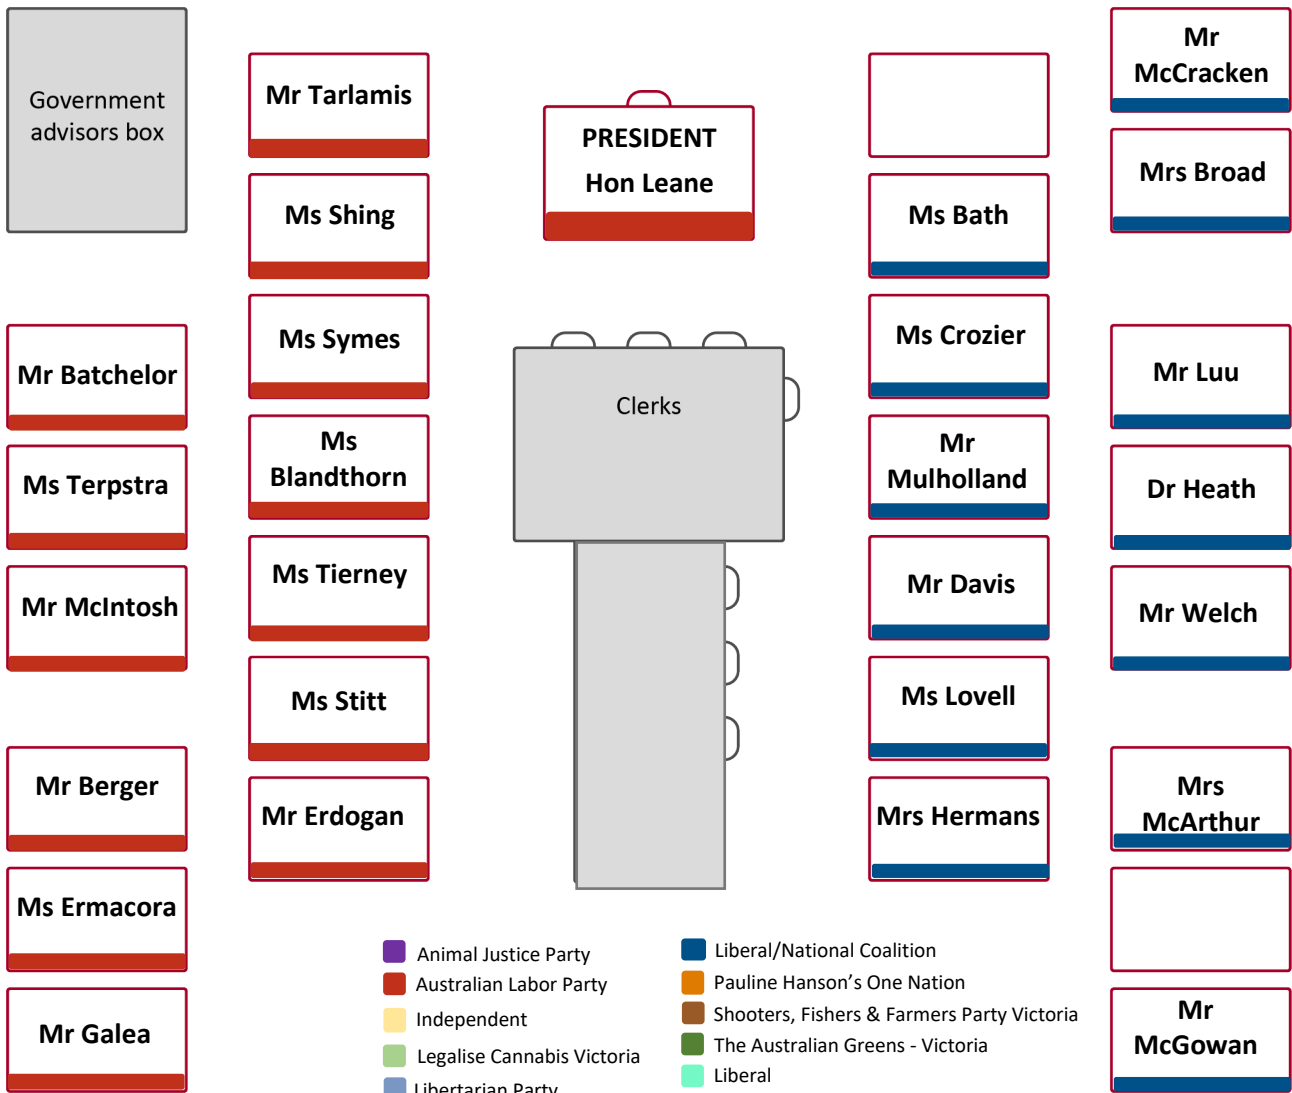 Government
advisors box
Mr Batchelor
Ms Terpstra
Mr McIntosh
Mr Berger
Ms Ermacora
Mr Galea
Mr Tarlamis
Ms Shing
Ms Symes
Ms
Blandthorn
Ms Tierney
Ms Stitt
Mr Erdogan
PRESIDENT
Hon Leane
Clerks
Ms Bath
Ms Crozier
Mr
Mulholland
Mr Davis
Ms Lovell
Mrs Hermans
Mr
McCracken
Mrs Broad
Mr Luu
Dr Heath
Mr Welch
Mrs
McArthur
Mr
McGowan
Animal Justice Party
Australian Labor Party
Independent
Legalise Cannabis Victoria
Libertarian Party
Liberal/National Coalition
Pauline Hanson’s One Nation
Shooters, Fishers & Farmers Party Victoria
The Australian Greens - Victoria
Liberal